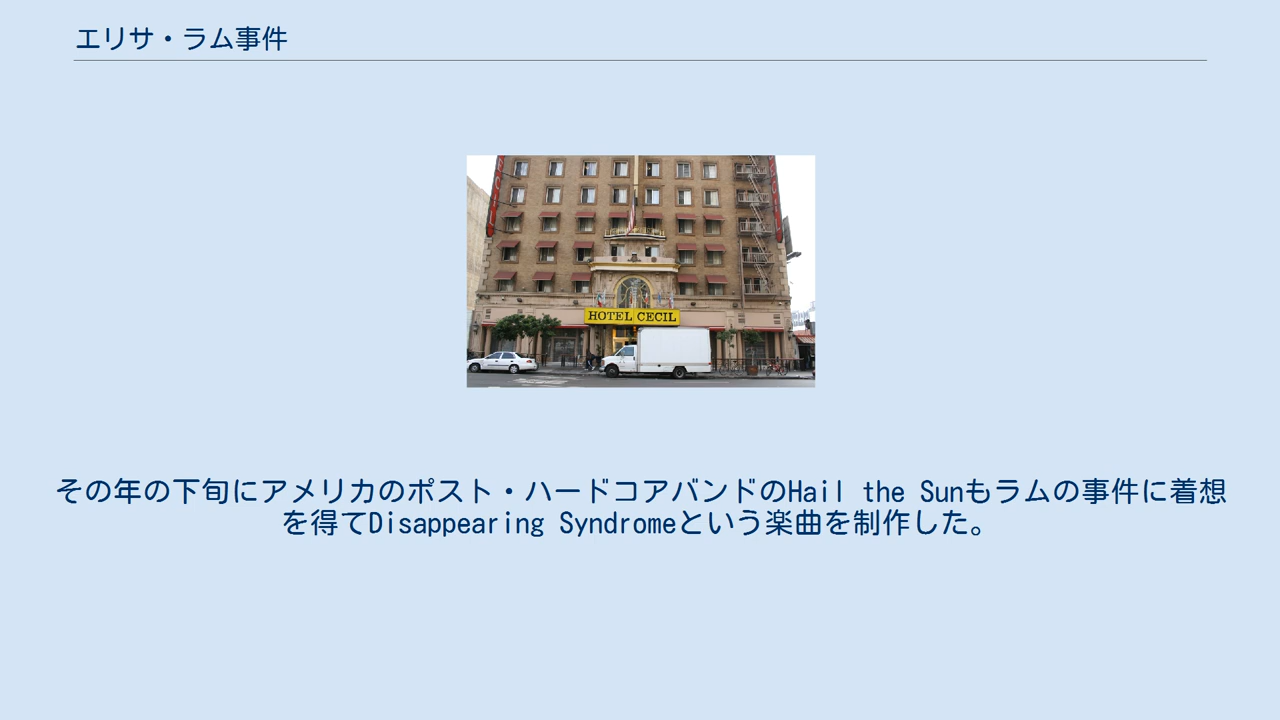 エリサ・ラム事件
HOTEL CECIL
その年の下旬にアメリカのポスト・ハードコアバンドのHail the Sunもラムの事件に着想
を得てDisappearing Syndromeという楽曲を制作した。